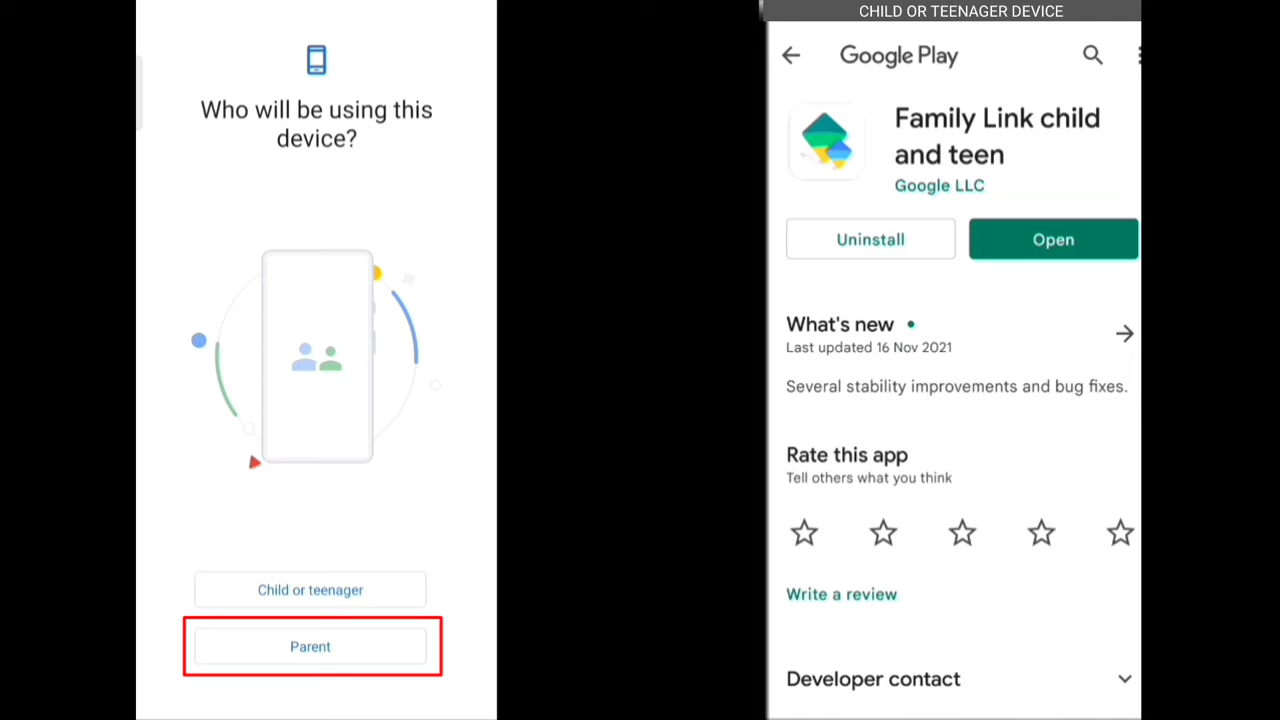 Who will be using this
device?
Child or teenager
Parent
CHILD OR TEENAGER DEVICE
Google Play
Family Link child
and teen
Google LLC
Uninstall
Open
What's new
Last updated 16 Nov 2021
Several stability improvements and bug fixes.
Rate this app
Tell others what you think
Write a review
Developer contact